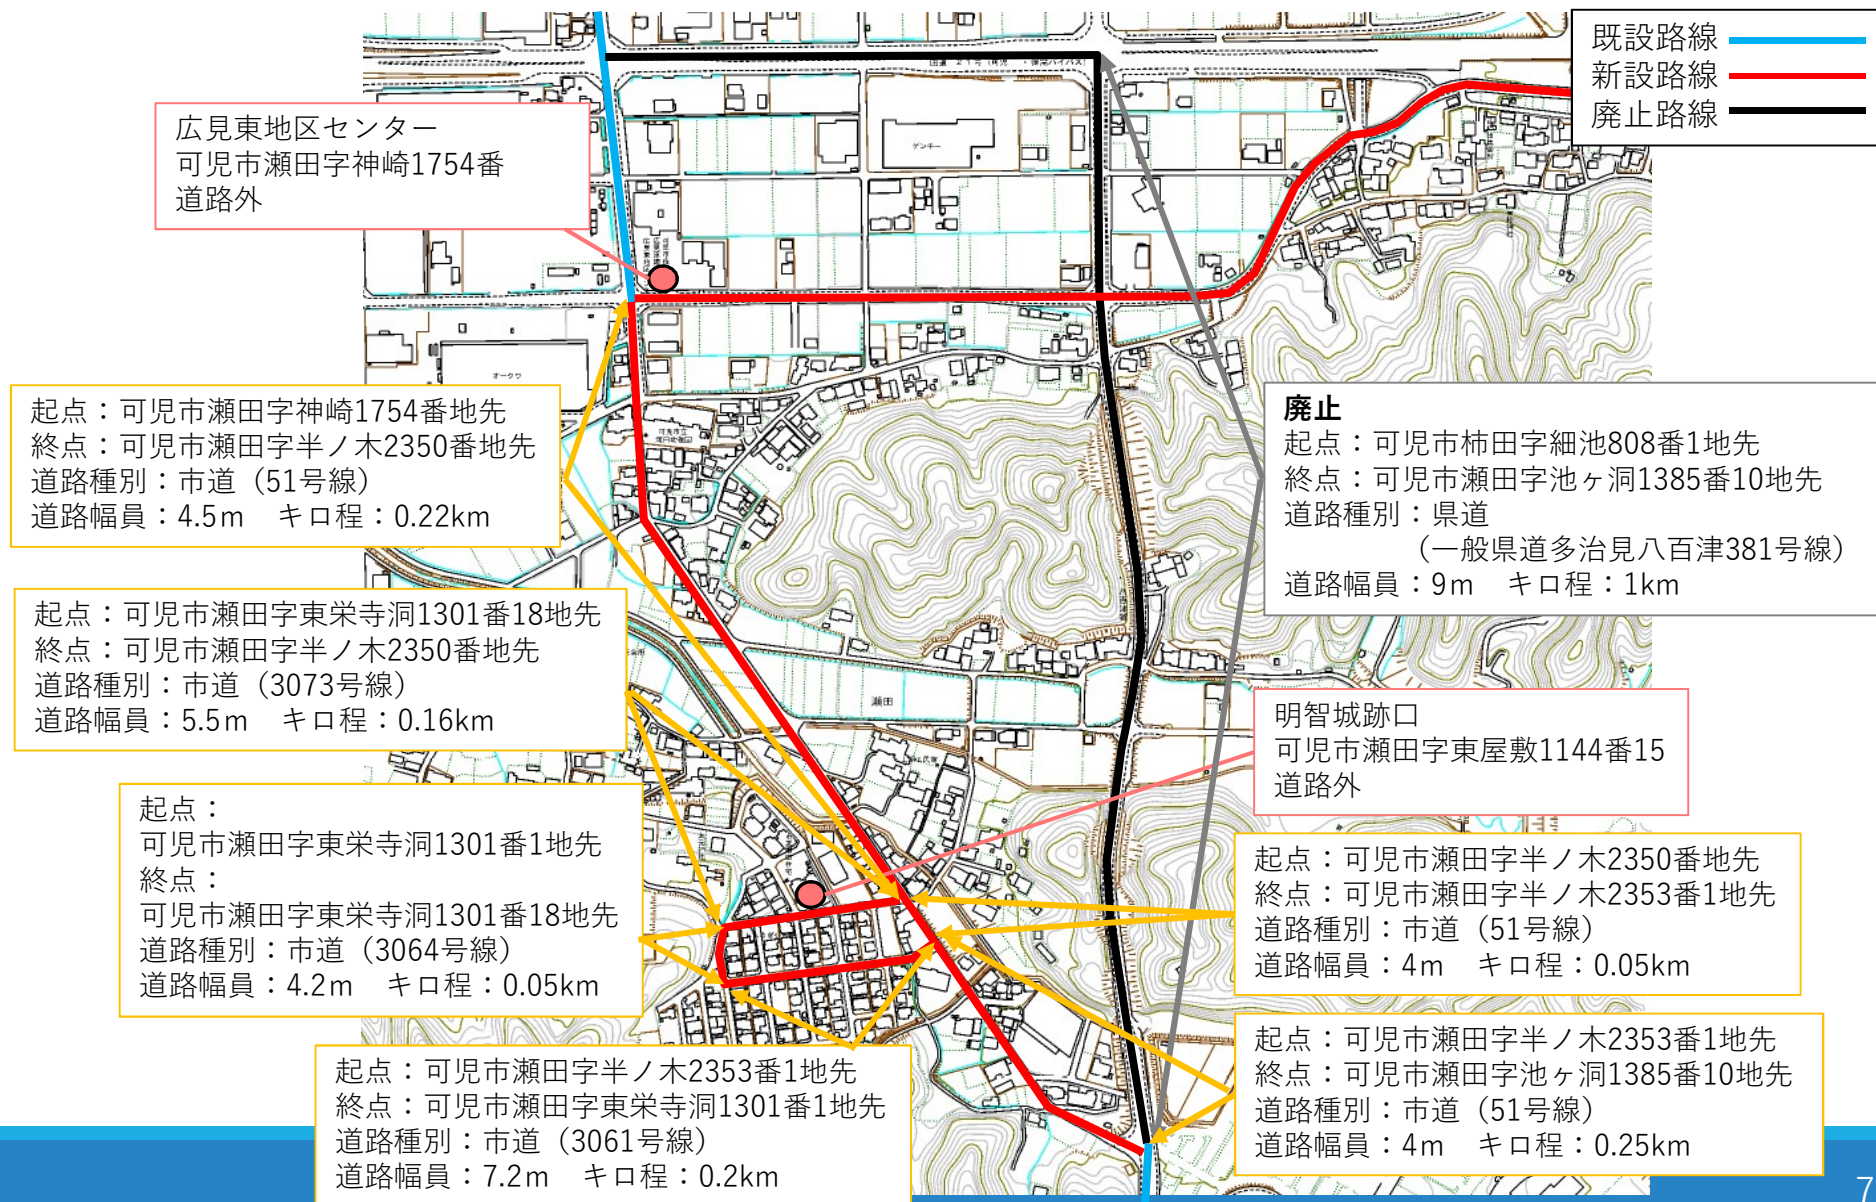 既設路線
新設路線
廃止路線
広見東地区センター
可児市瀬田字神崎1754番
道路外
ゲンキー
オークワ
起点：可児市瀬田字神崎1754番地先
終点：可児市瀬田字半ノ木2350番地先
道路種別：市道（51号線）
道路幅員：4.5m　キロ程：0.22km
廃止
起点：可児市柿田字細池808番1地先
終点：可児市瀬田字池ヶ洞1385番10地先
道路種別：県道
（一般県道多治見八百津381号線）
道路幅員：9m　キロ程：1km
起点：可児市瀬田字東栄寺洞1301番18地先
終点：可児市瀬田字半ノ木2350番地先
道路種別：市道（3073号線）
道路幅員：5.5m　キロ程：0.16km
瀬田
明智城跡口
可児市瀬田字東屋敷1144番15
道路外
起点：
可児市瀬田字東栄寺洞1301番1地先
終点：
可児市瀬田字東栄寺洞1301番18地先
道路種別：市道（3064号線）
道路幅員：4.2m　キロ程：0.05km
起点：可児市瀬田字半ノ木2350番地先
終点：可児市瀬田字半ノ木2353番1地先
道路種別：市道（51号線）
道路幅員：4m　キロ程：0.05km
起点：可児市瀬田字半ノ木2353番1地先
終点：可児市瀬田字池ヶ洞1385番10地先
道路種別：市道（51号線）
道路幅員：4m　キロ程：0.25km
起点：可児市瀬田字半ノ木2353番1地先
終点：可児市瀬田字東栄寺洞1301番1地先
道路種別：市道（3061号線）
道路幅員：7.2m　キロ程：0.2km
7